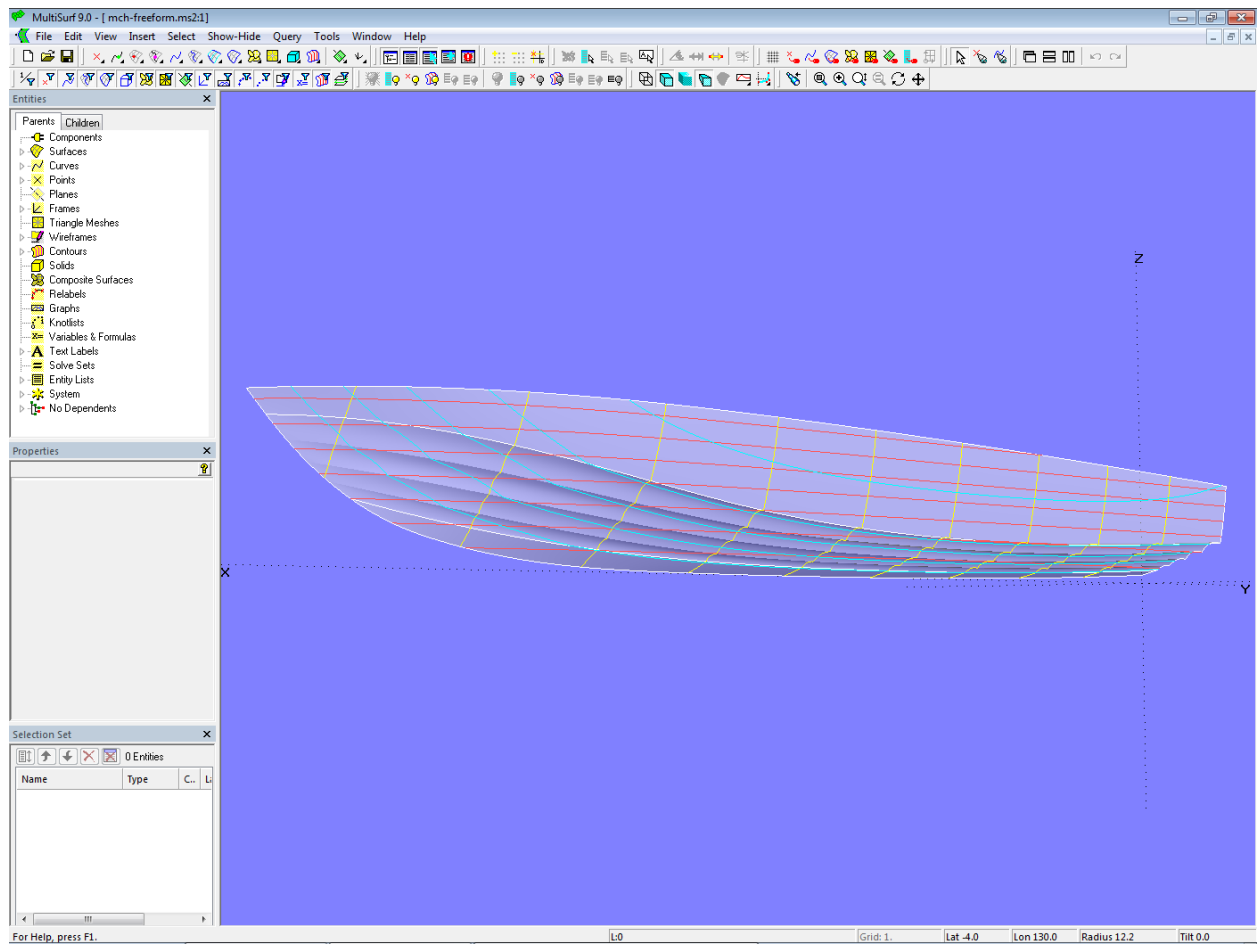 MultiSurf 9.0 - [ mch-freeform.ms2:1]
File Edit View Insert Select Show-Hide Query Tools Window Help
Entities
Parents Children
Components
Surfaces
Curves
Points
Planes
Frames
Triangle Meshes
Wireframes
Contours
Solids
Composite Surfaces
Relabels
Graphs
Knotlists
Variables & Formulas
A Text Labels
Solve Sets
Entity Lists
System
No Dependents
Properties
Selection Set
0 Entities
Name Type C..
Z
X
Y
For Help, press F1. L:0 Grid: 1. Lat -4.0 Lon 130.0 Radius 12.2 Tilt 0.0